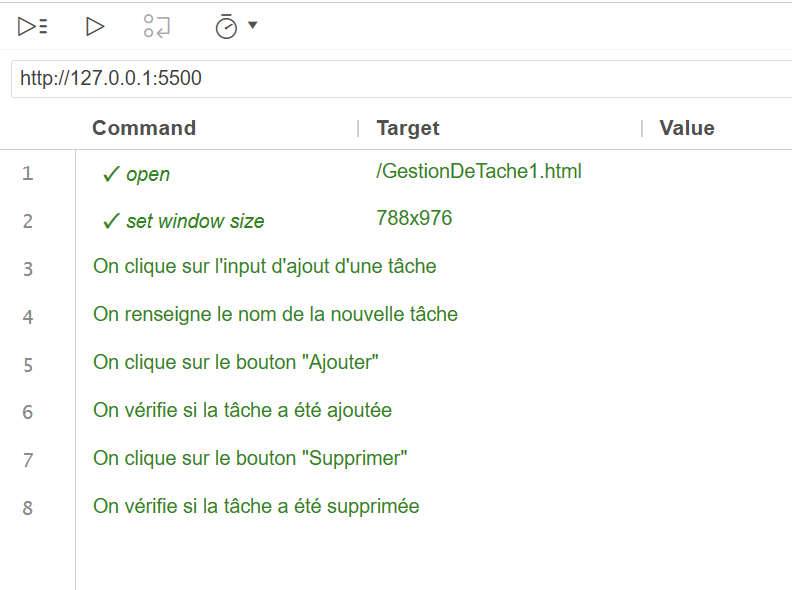 http://127.0.0.1:5500
Command | Target | Value
1 ✓ open /GestionDeTache1.html
2 ✓ set window size 788x976
3 On clique sur l'input d'ajout d'une tâche
4 On renseigne le nom de la nouvelle tâche
5 On clique sur le bouton "Ajouter"
6 On vérifie si la tâche a été ajoutée
7 On clique sur le bouton "Supprimer"
8 On vérifie si la tâche a été supprimée